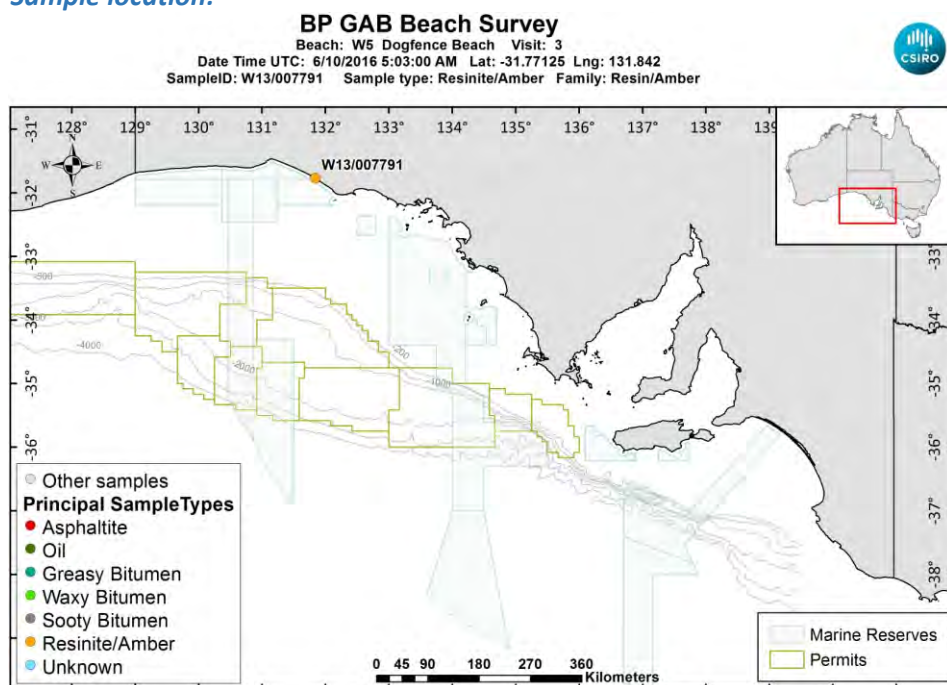 Sample location:
BP GAB Beach Survey
Beach: W5 Dogfence Beach Visit: 3
Date Time UTC: 6/10/2016 5:03:00 AM Lat: -31.77125 Lng: 131.842
SampleID: W13/007791 Sample type: Resinite/Amber Family: Resin/Amber
CSIRO
128° 129° 130° 131° 132° 133° 134° 135° 136° 137° 138° 139
-31°
N
W E
S
W13/007791
-32°
-33°
-34°
-35°
-36°
-37°
-38°
-33°
-34°
-35°
-36°
-37°
-38°
-4000
-2000
-200
-1000
Other samples
Principal SampleTypes
Asphaltite
Oil
Greasy Bitumen
Waxy Bitumen
Sooty Bitumen
Resinite/Amber
Unknown
0 45 90 180 270 360
Kilometers
Marine Reserves
Permits